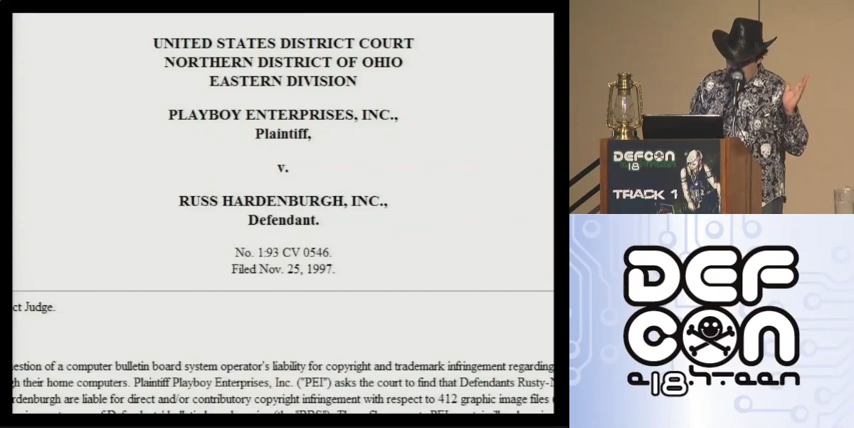 UNITED STATES DISTRICT COURT
NORTHERN DISTRICT OF OHIO
EASTERN DIVISION
PLAYBOY ENTERPRISES, INC.,
Plaintiff,
v.
RUSS HARDENBURGH, INC.,
Defendant.
No. 1:93 CV 0546.
Filed Nov. 25, 1997.
ct Judge.
estion of a computer bulletin board system operator's liability for copyright and trademark infringement regarding
h their home computers. Plaintiff Playboy Enterprises, Inc. ("PEI") asks the court to find that Defendants Rusty-
rdenburgh are liable for direct and/or contributory copyright infringement with respect to 412 graphic image files
DEFCON
18
TRACK 1
DEF
CON
e18hteen